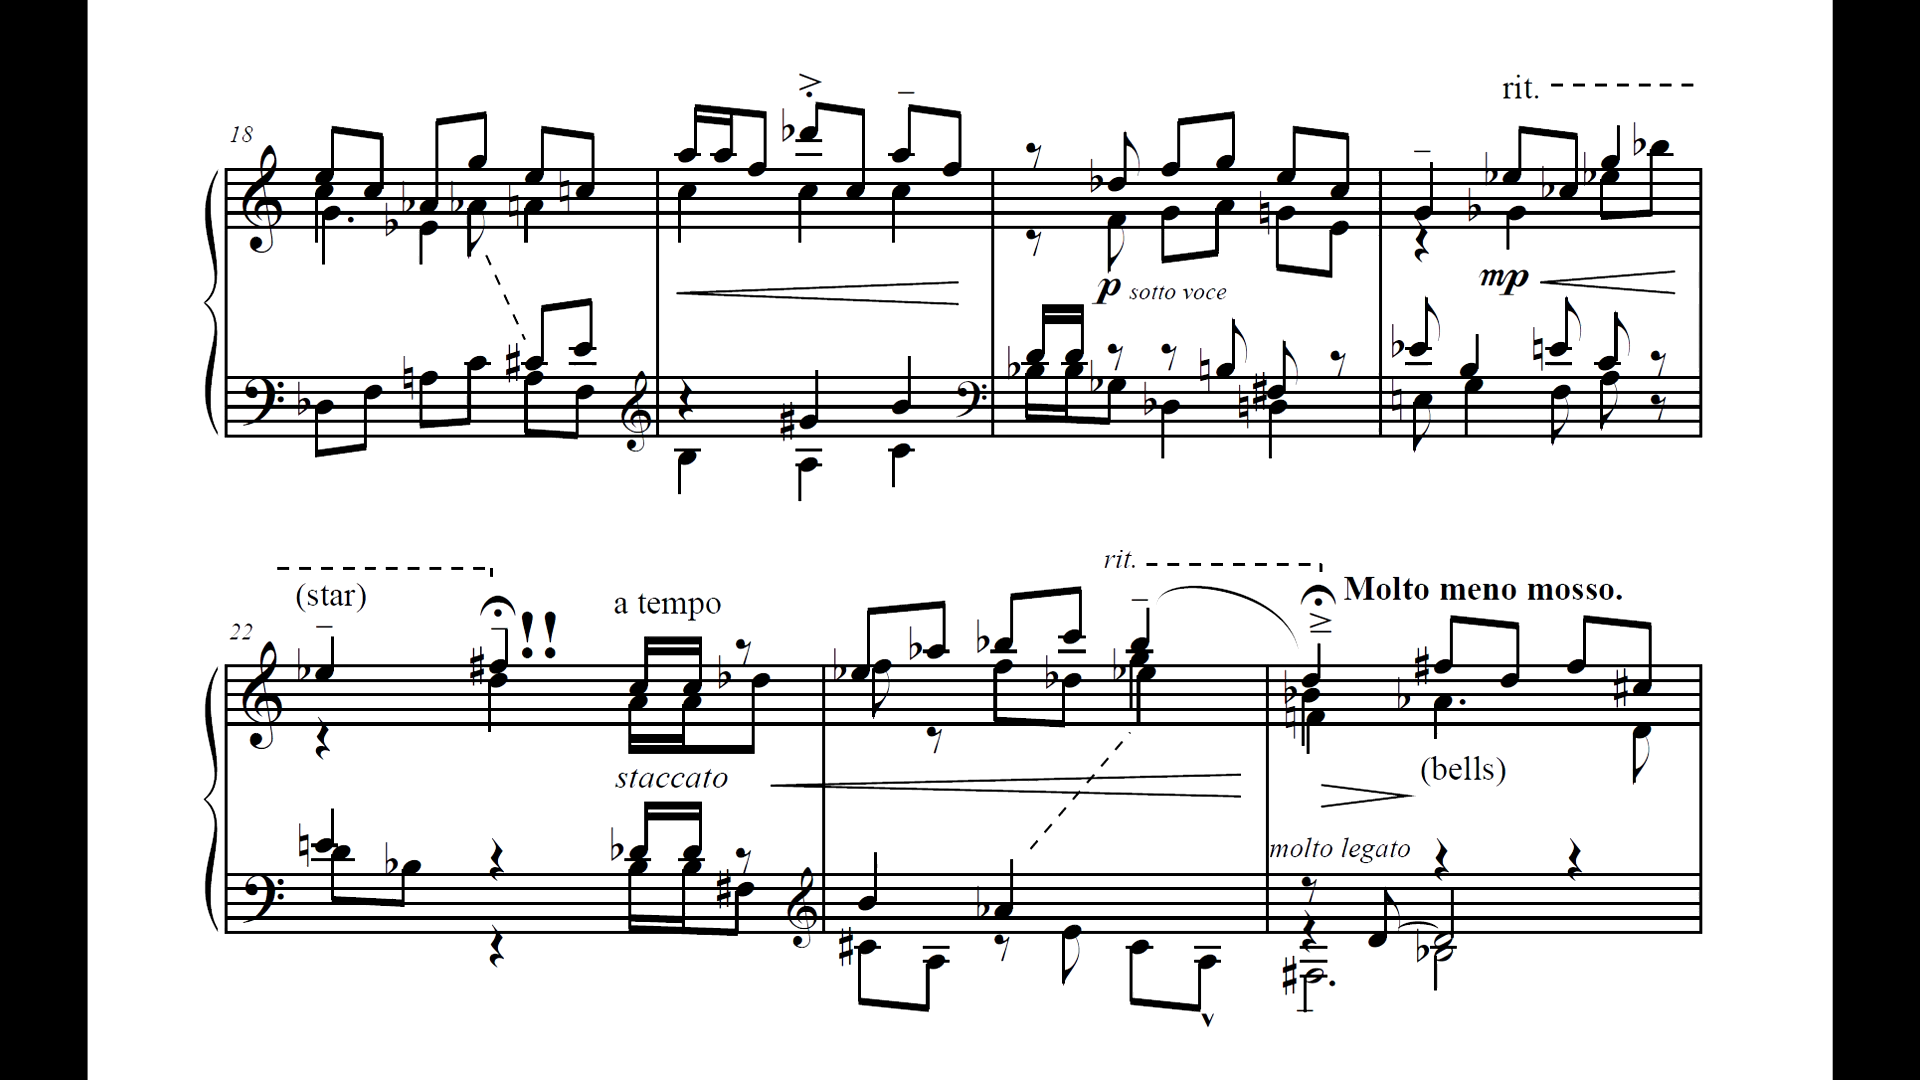 rit.
18
p sotto voce
mp
rit.
(star)
!!
a tempo
Molto meno mosso.
22
staccato
(bells)
molto legato